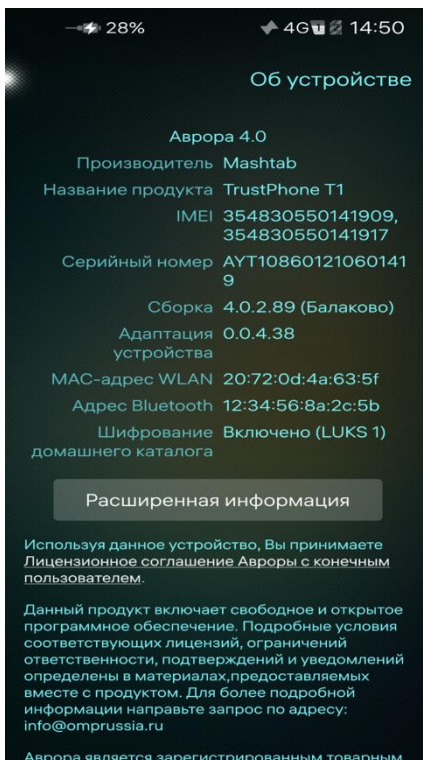 28% 4G 14:50
Об устройстве
Аврора 4.0
Производитель Mashtab
Название продукта TrustPhone T1
IMEI 354830550141909,
354830550141917
Серийный номер AYT10860121060141
9
Сборка 4.0.2.89 (Балаково)
Адаптация 0.0.4.38
устройства
MAC-адрес WLAN 20:72:0d:4a:63:5f
Адрес Bluetooth 12:34:56:8a:2c:5b
Шифрование Включено (LUKS 1)
домашнего каталога
Расширенная информация
Используя данное устройство, Вы принимаете
Лицензионное соглашение Авроры с конечным
пользователем.
Данный продукт включает свободное и открытое
программное обеспечение. Подробные условия
соответствующих лицензий, ограничений
ответственности, подтверждений и уведомлений
определены в материалах,предоставляемых
вместе с продуктом. Для более подробной
информации направьте запрос по адресу:
info@omprussia.ru
Аврора является зарегистрированным товарным